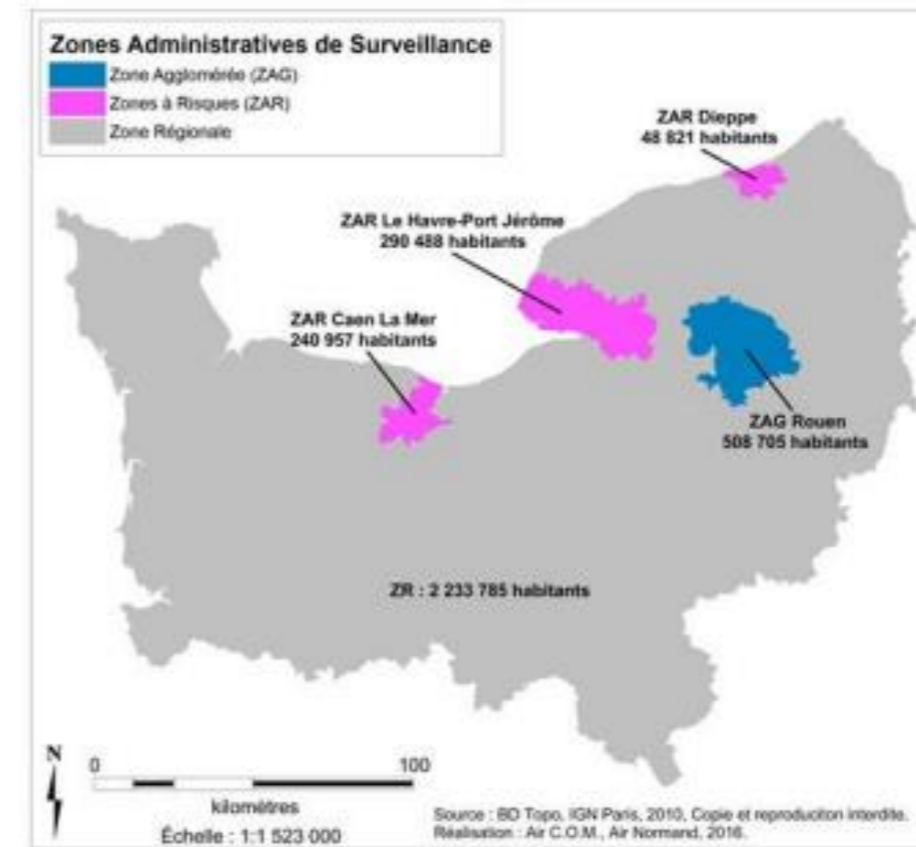 Zones Administratives de Surveillance
Zone Agglomérée (ZAG)
Zones à Risques (ZAR)
Zone Régionale
ZAR Dieppe
48 821 habitants
ZAR Le Havre-Port Jérôme
290 488 habitants
ZAR Caen La Mer
240 957 habitants
ZAG Rouen
508 705 habitants
ZR : 2 233 785 habitants
N
0 100
kilomètres
Échelle : 1:1 523 000
Source : BD Topo, IGN Paris, 2010, Copie et reproduciton interdite.
Réalisation : Air C.O.M., Air Normand, 2016.